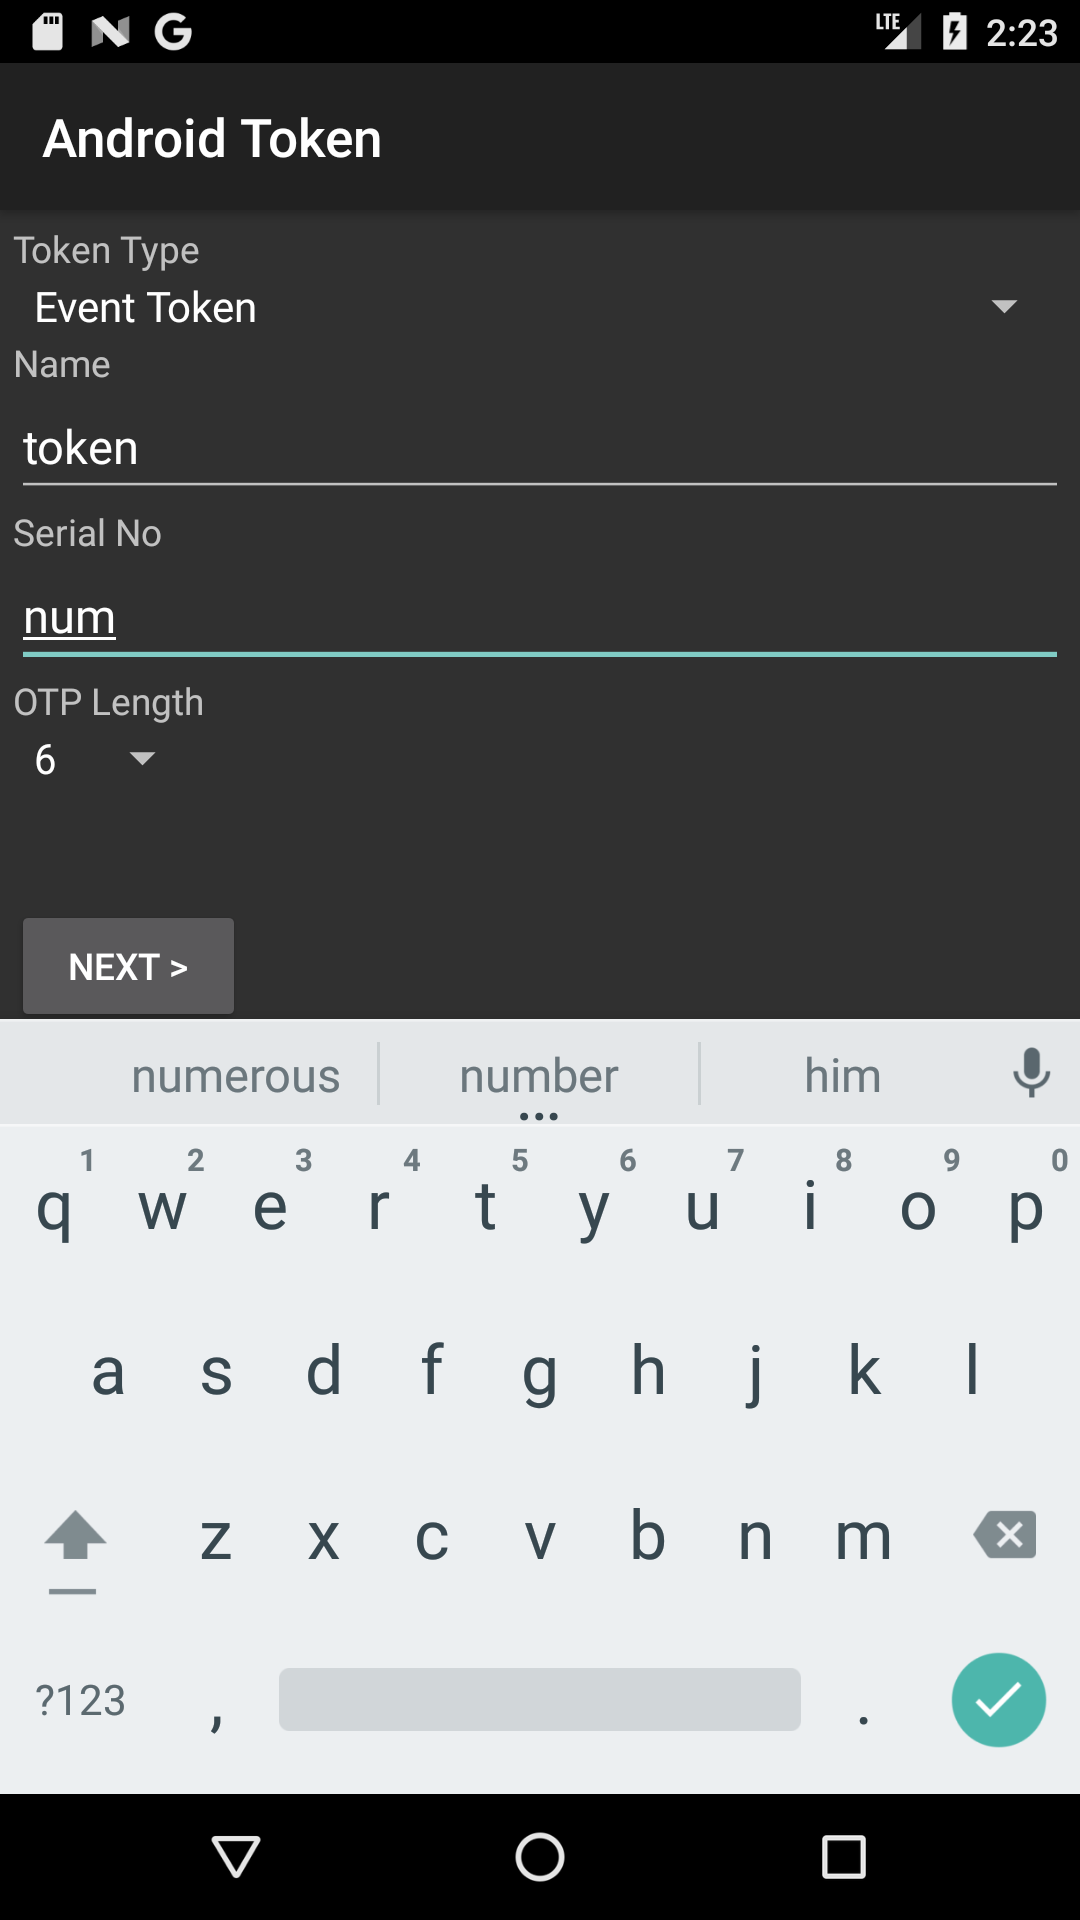 LTE 2:23
Android Token
Token Type
Event Token
Name
token
Serial No
num
OTP Length
6
NEXT >
numerous number him
1 2 3 4 5 6 7 8 9 0
q w e r t y u i o p
a s d f g h j k l
z x c v b n m
?123 , .